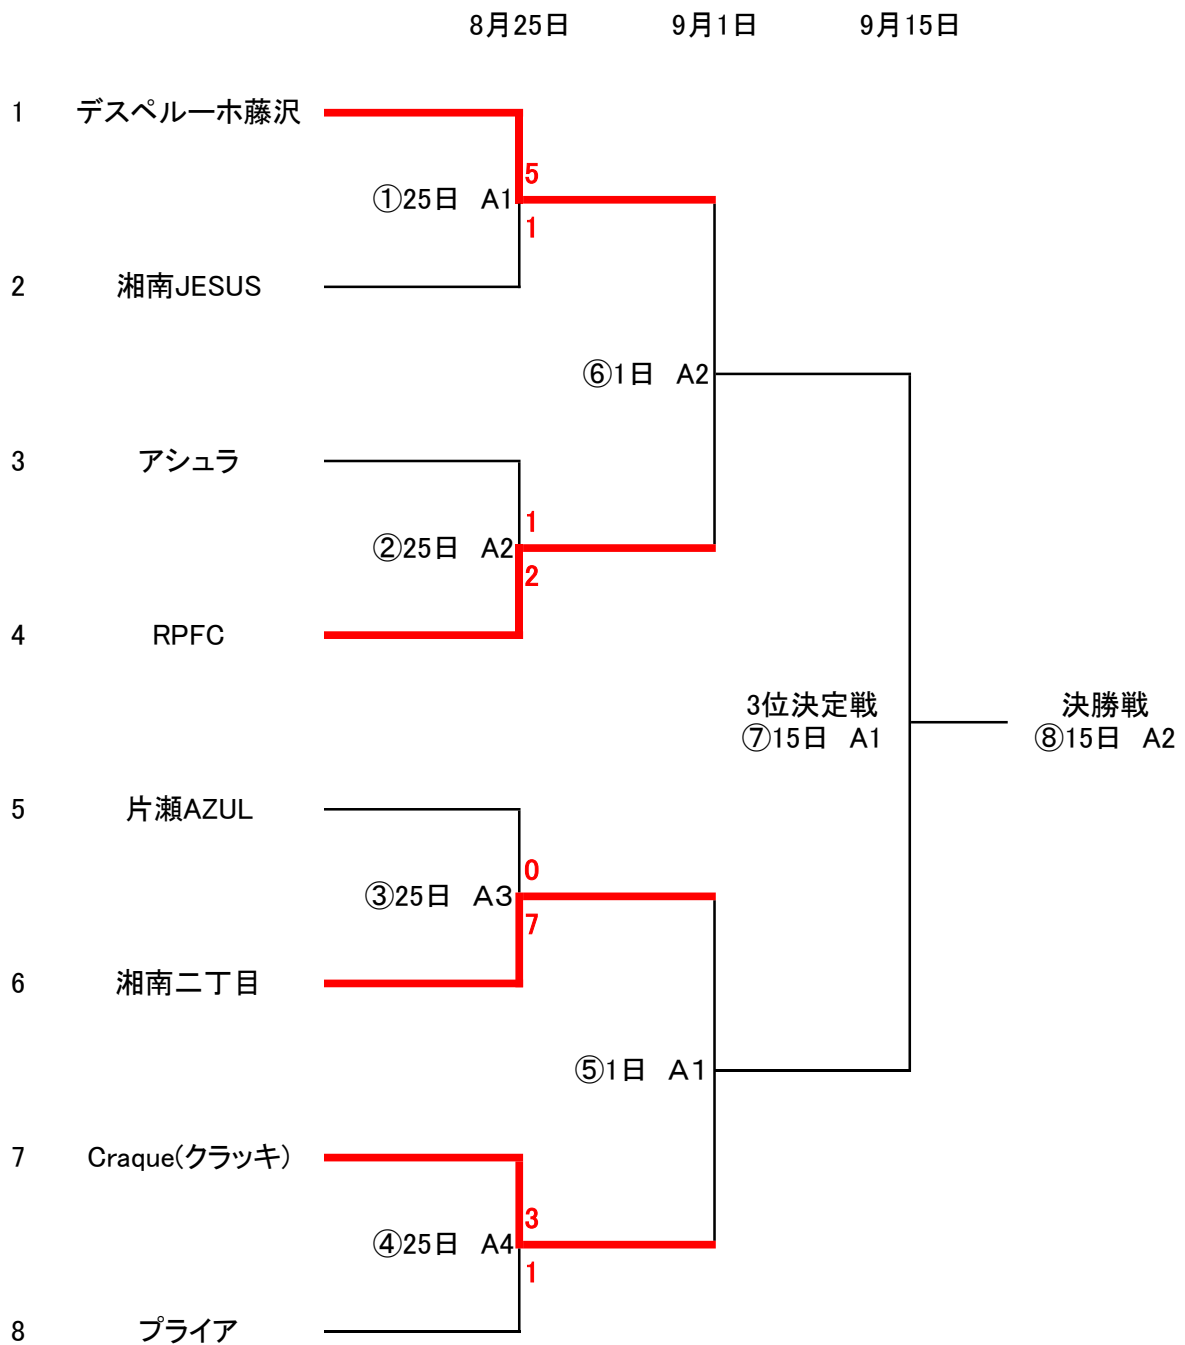 8月25日 9月1日 9月15日
1 デスペルーホ藤沢
5
①25日 A1
1
2 湘南JESUS
⑥1日 A2
3 アシュラ
1
②25日 A2
2
4 RPFC
3位決定戦 決勝戦
⑦15日 A1 ⑧15日 A2
5 片瀬AZUL
0
③25日 A3
7
6 湘南二丁目
⑤1日 A1
7 Craque(クラッキ)
3
④25日 A4
1
8 プライア